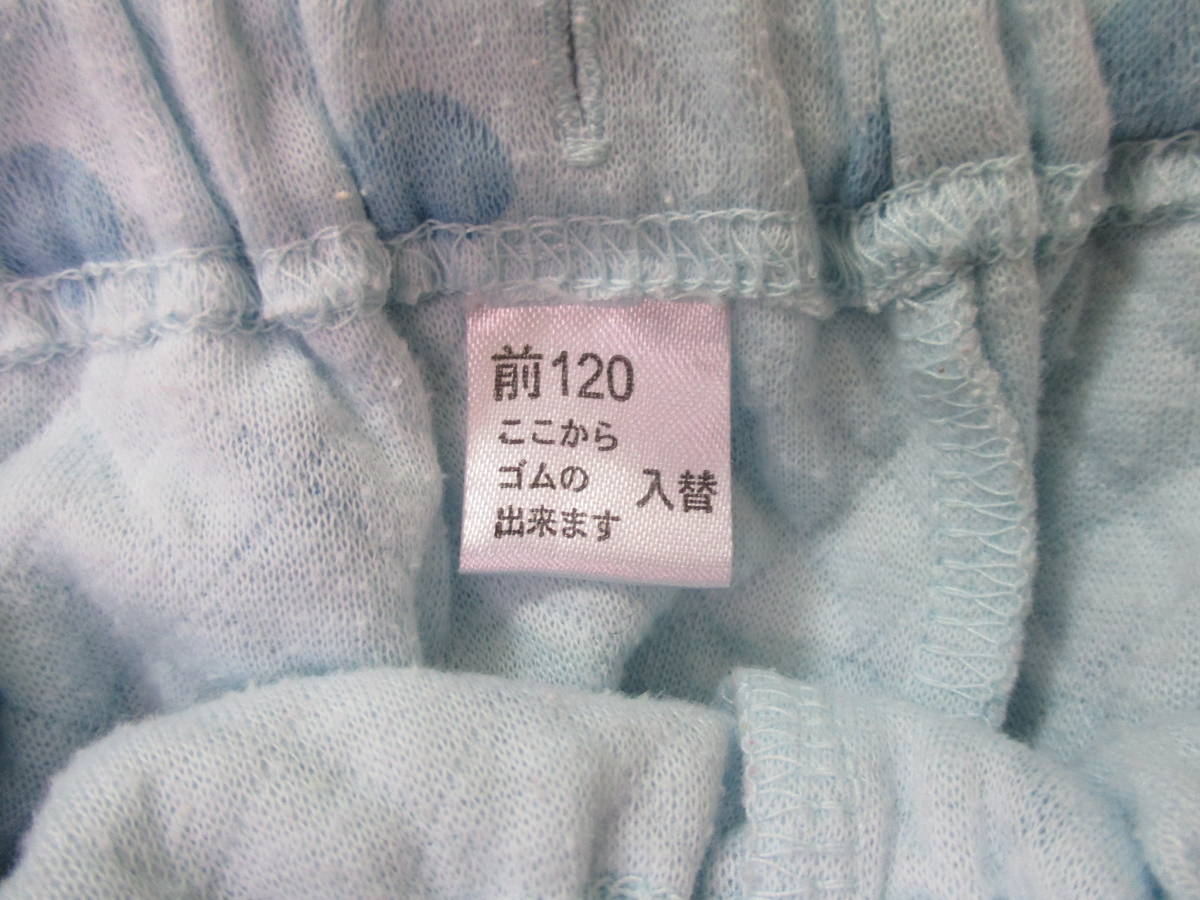 前120
ここから
ゴムの 入替
出来ます